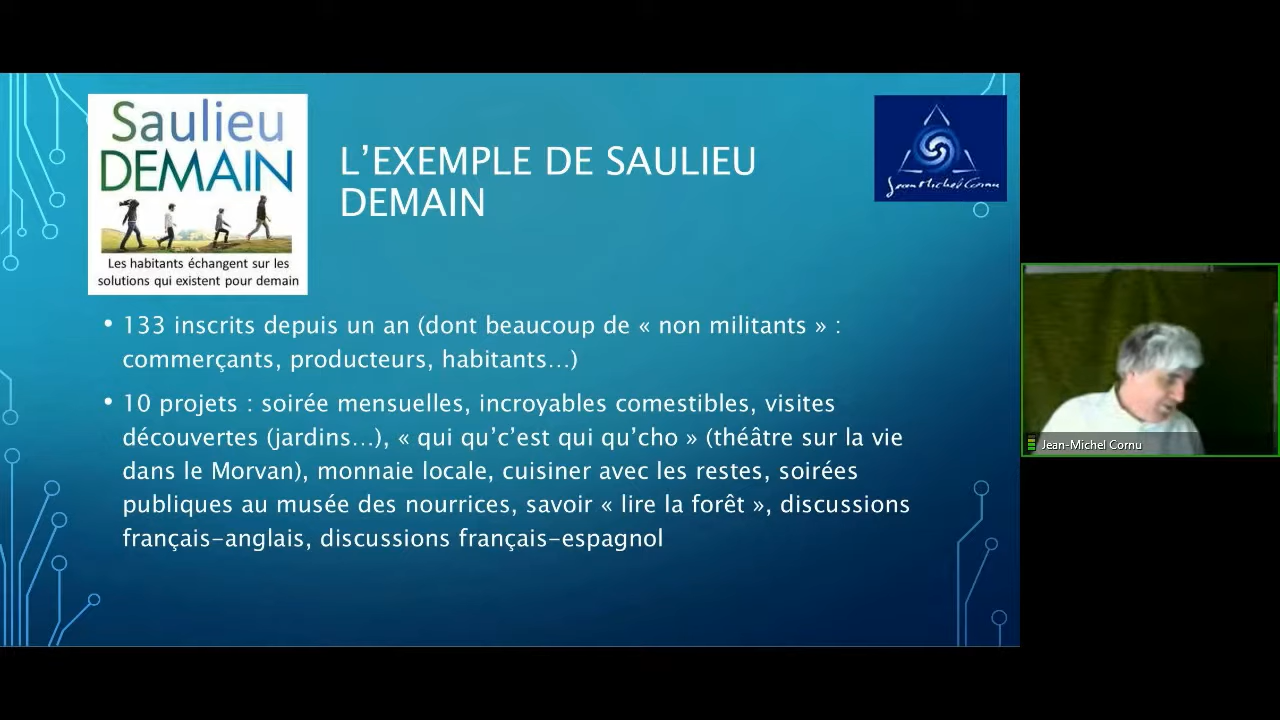 Saulieu
DEMAIN
Les habitants échangent sur les
solutions qui existent pour demain
L’EXEMPLE DE SAULIEU
DEMAIN
Jean Michel Cornu
• 133 inscrits depuis un an (dont beaucoup de « non militants » :
commerçants, producteurs, habitants…)
• 10 projets : soirée mensuelles, incroyables comestibles, visites
découvertes (jardins…), « qui qu’c’est qui qu’cho » (théâtre sur la vie
dans le Morvan), monnaie locale, cuisiner avec les restes, soirées
publiques au musée des nourrices, savoir « lire la forêt », discussions
français-anglais, discussions français-espagnol
Jean-Michel Cornu